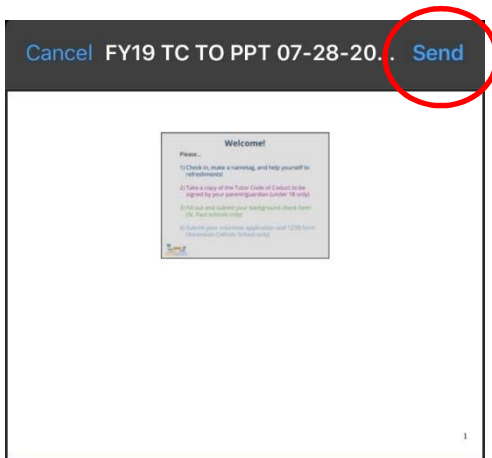 Cancel FY19 TC TO PPT 07-28-20... Send
Welcome!
Please...
1) Check in, make a nametag, and help yourself to
refreshments!
2) Take a copy of the Tutor Code of Coduct to be
signed by your parent/guardian (under 18 only)
3) Fill out and submit your background check form
(St. Paul schools only)
4) Submit your volunteer application and form
(Ascension Catholic School only)
1